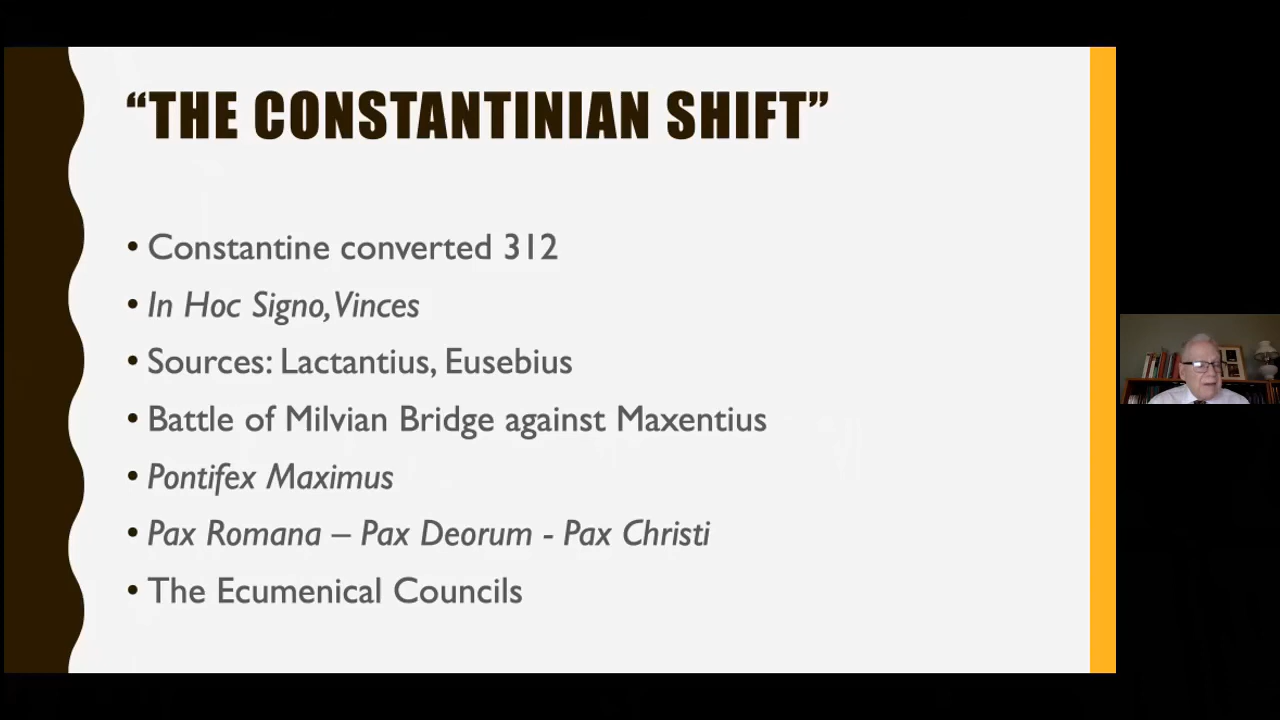 “THE CONSTANTINIAN SHIFT”
• Constantine converted 312
• In Hoc Signo, Vinces
• Sources: Lactantius, Eusebius
• Battle of Milvian Bridge against Maxentius
• Pontifex Maximus
• Pax Romana – Pax Deorum - Pax Christi
• The Ecumenical Councils